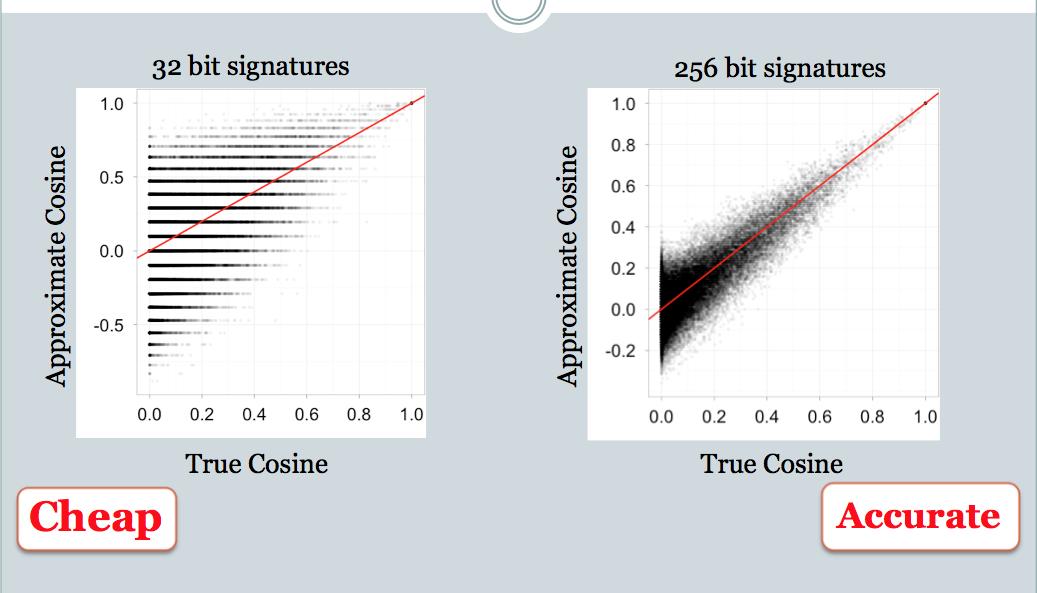 32 bit signatures
256 bit signatures
Approximate Cosine
1.0
0.5
0.0
-0.5
0.0 0.2 0.4 0.6 0.8 1.0
True Cosine
Approximate Cosine
1.0
0.8
0.6
0.4
0.2
0.0
-0.2
0.0 0.2 0.4 0.6 0.8 1.0
True Cosine
Cheap
Accurate